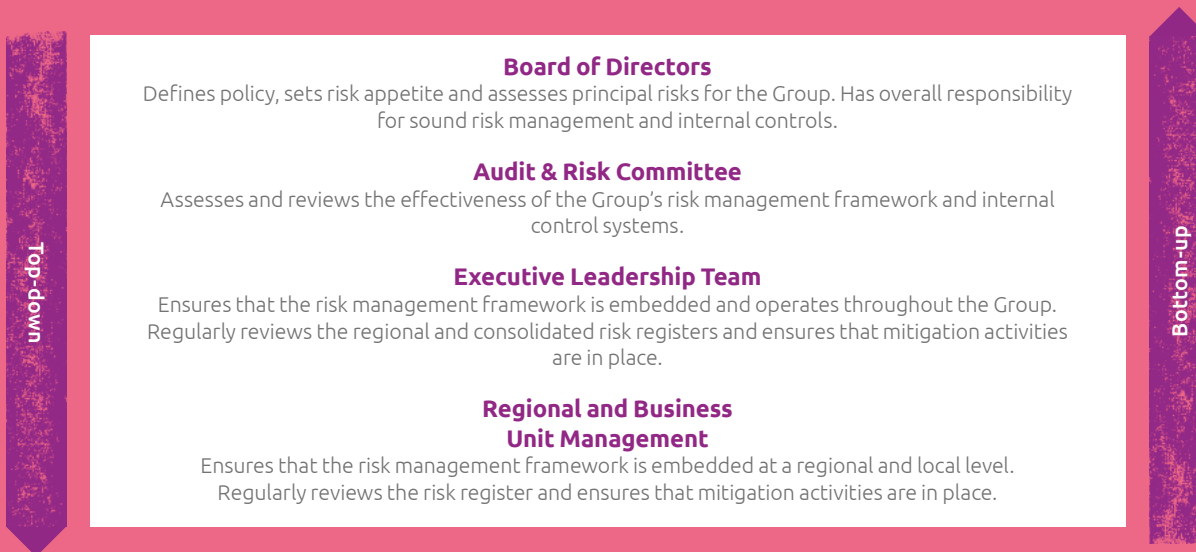 Board of Directors
Defines policy, sets risk appetite and assesses principal risks for the Group. Has overall responsibility
for sound risk management and internal controls.
Audit & Risk Committee
Assesses and reviews the effectiveness of the Group’s risk management framework and internal
control systems.
Executive Leadership Team
Ensures that the risk management framework is embedded and operates throughout the Group.
Regularly reviews the regional and consolidated risk registers and ensures that mitigation activities
are in place.
Regional and Business
Unit Management
Ensures that the risk management framework is embedded at a regional and local level.
Regularly reviews the risk register and ensures that mitigation activities are in place.
Top-down
Bottom-up